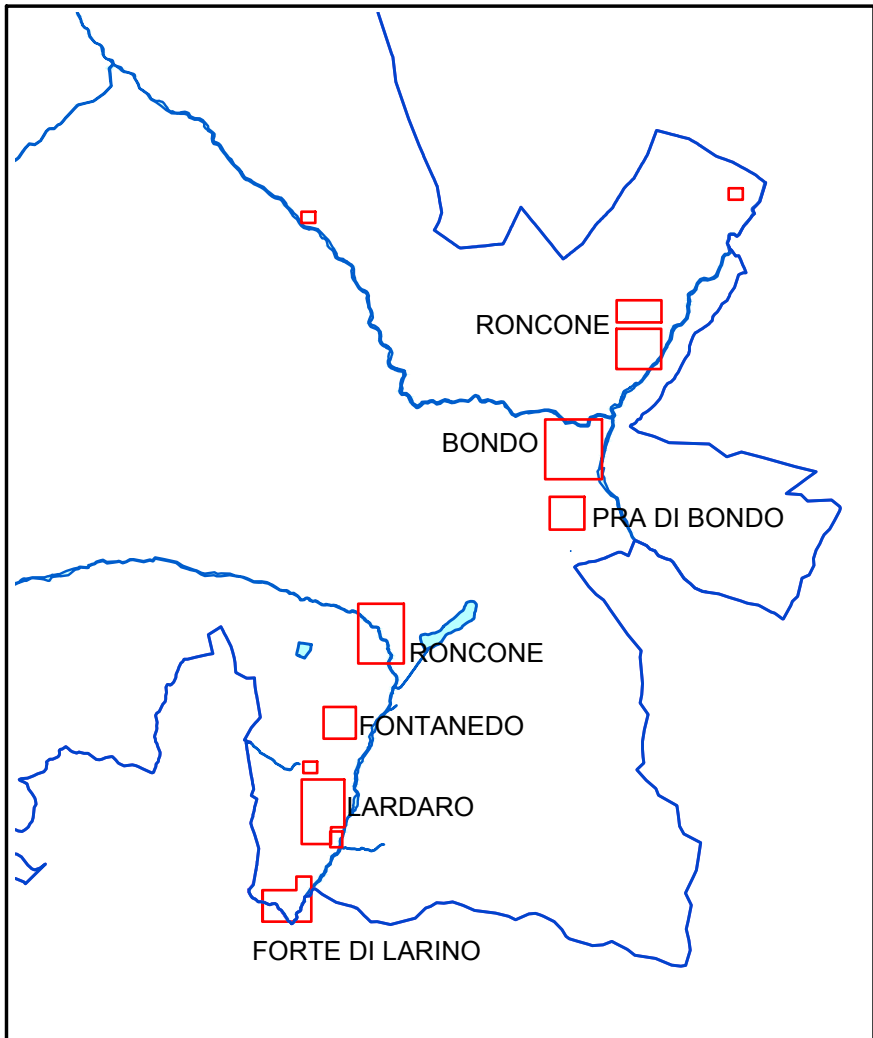 RONCONE
BONDO
PRA DI BONDO
RONCONE
FONTANEDO
LARDARO
FORTE DI LARINO